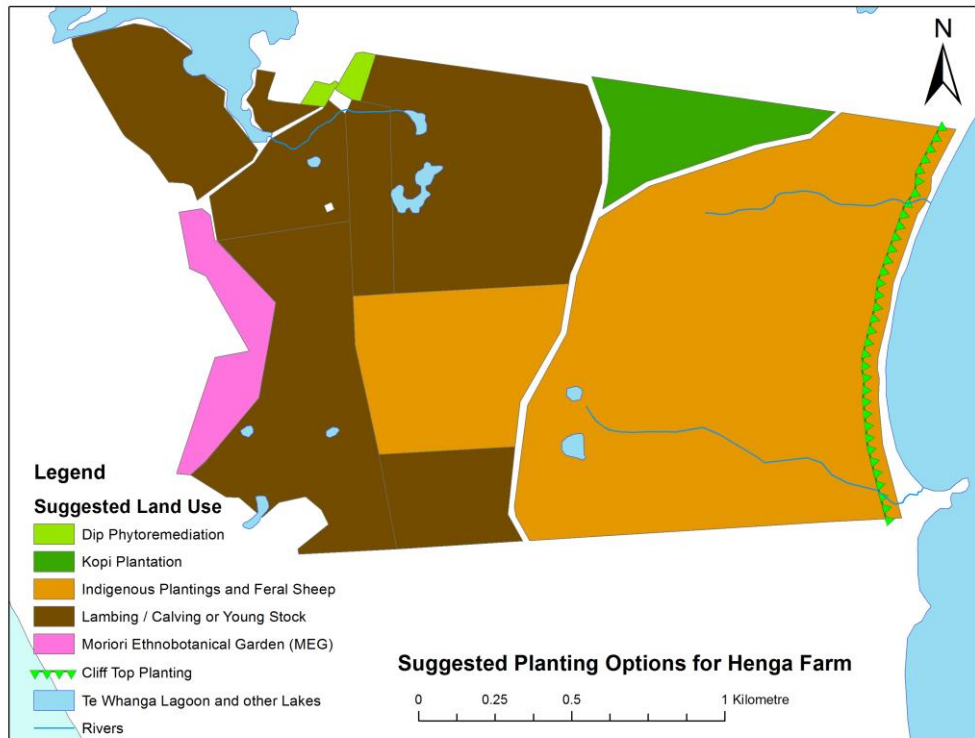 N
Legend
Suggested Land Use
Dip Phytoremediation
Kopi Plantation
Indigenous Plantings and Feral Sheep
Lambing / Calving or Young Stock
Moriori Ethnobotanical Garden (MEG)
Cliff Top Planting
Te Whanga Lagoon and other Lakes
Rivers
Suggested Planting Options for Henga Farm
0 0.25 0.5 1 Kilometre